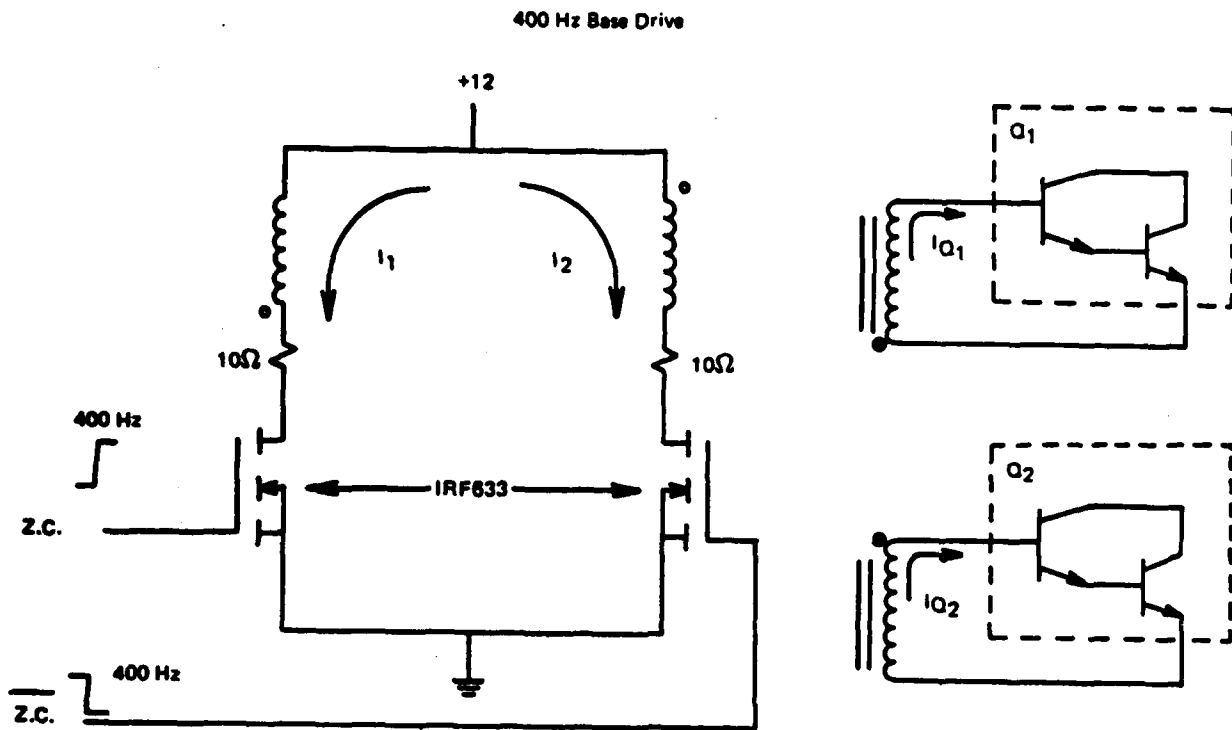 400 Hz Base Drive
+12
Q1
I1
I2
IQ1
10Ω
10Ω
400 Hz
Q2
IRF633
Z.C.
IQ2
400 Hz
Z.C.